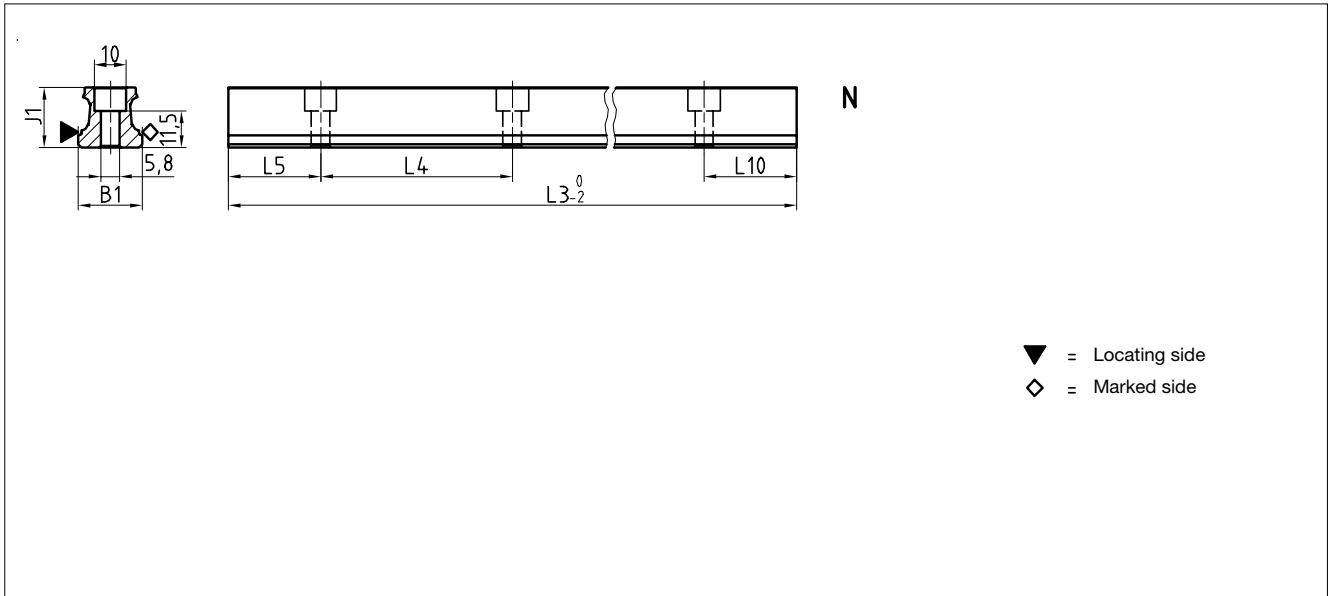 10
N
J1
11,5
5,8
L5
L4
L10
B1
L3 0 -2
▼ = Locating side
◇ = Marked side